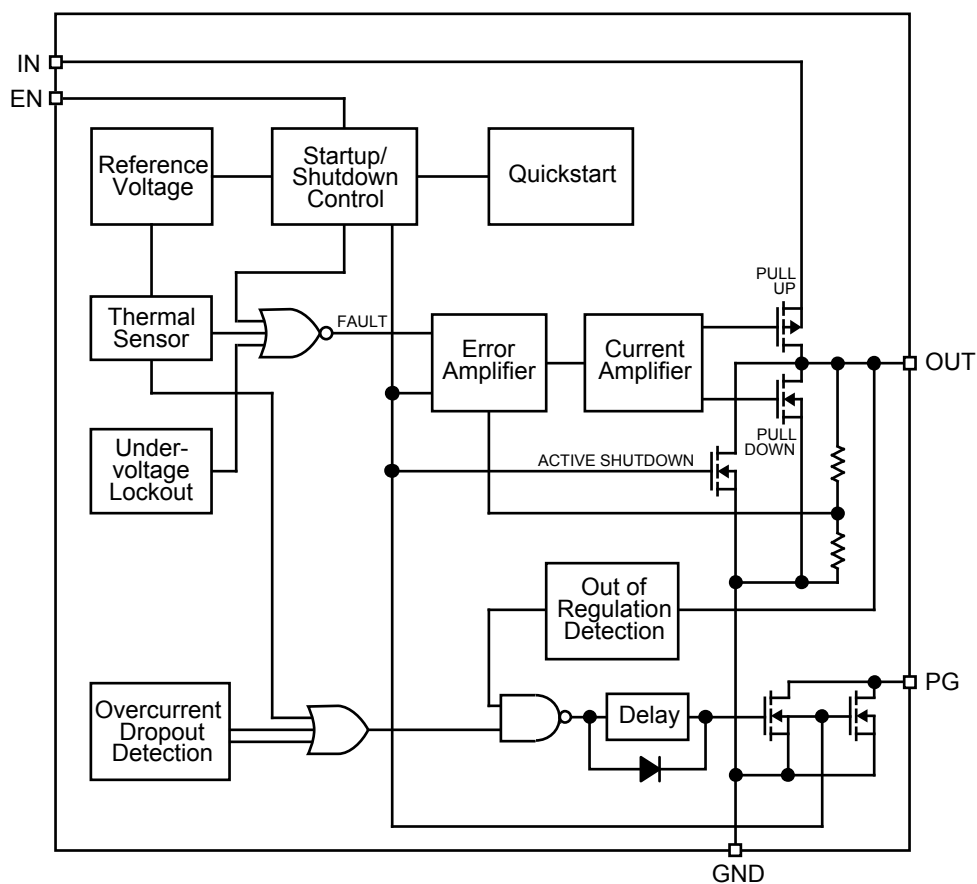 IN
EN
Reference
Voltage
Startup/
Shutdown
Control
Quickstart
PULL
UP
Thermal
Sensor
FAULT
Error
Amplifier
Current
Amplifier
OUT
PULL
DOWN
Under-
voltage
Lockout
ACTIVE SHUTDOWN
Out of
Regulation
Detection
PG
Overcurrent
Dropout
Detection
Delay
GND